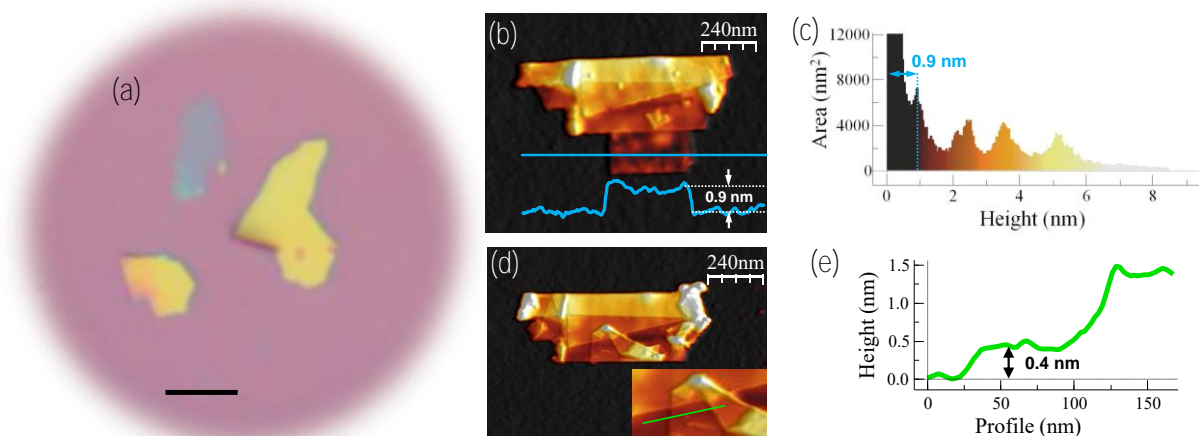 (a)
(b)
240nm
0.9 nm
(c)
12000
8000
4000
0
Area (nm²)
0.9 nm
0 2 4 6 8
Height (nm)
(d)
240nm
(e)
1.5
1.0
0.5
0.0
Height (nm)
0.4 nm
0 50 100 150
Profile (nm)